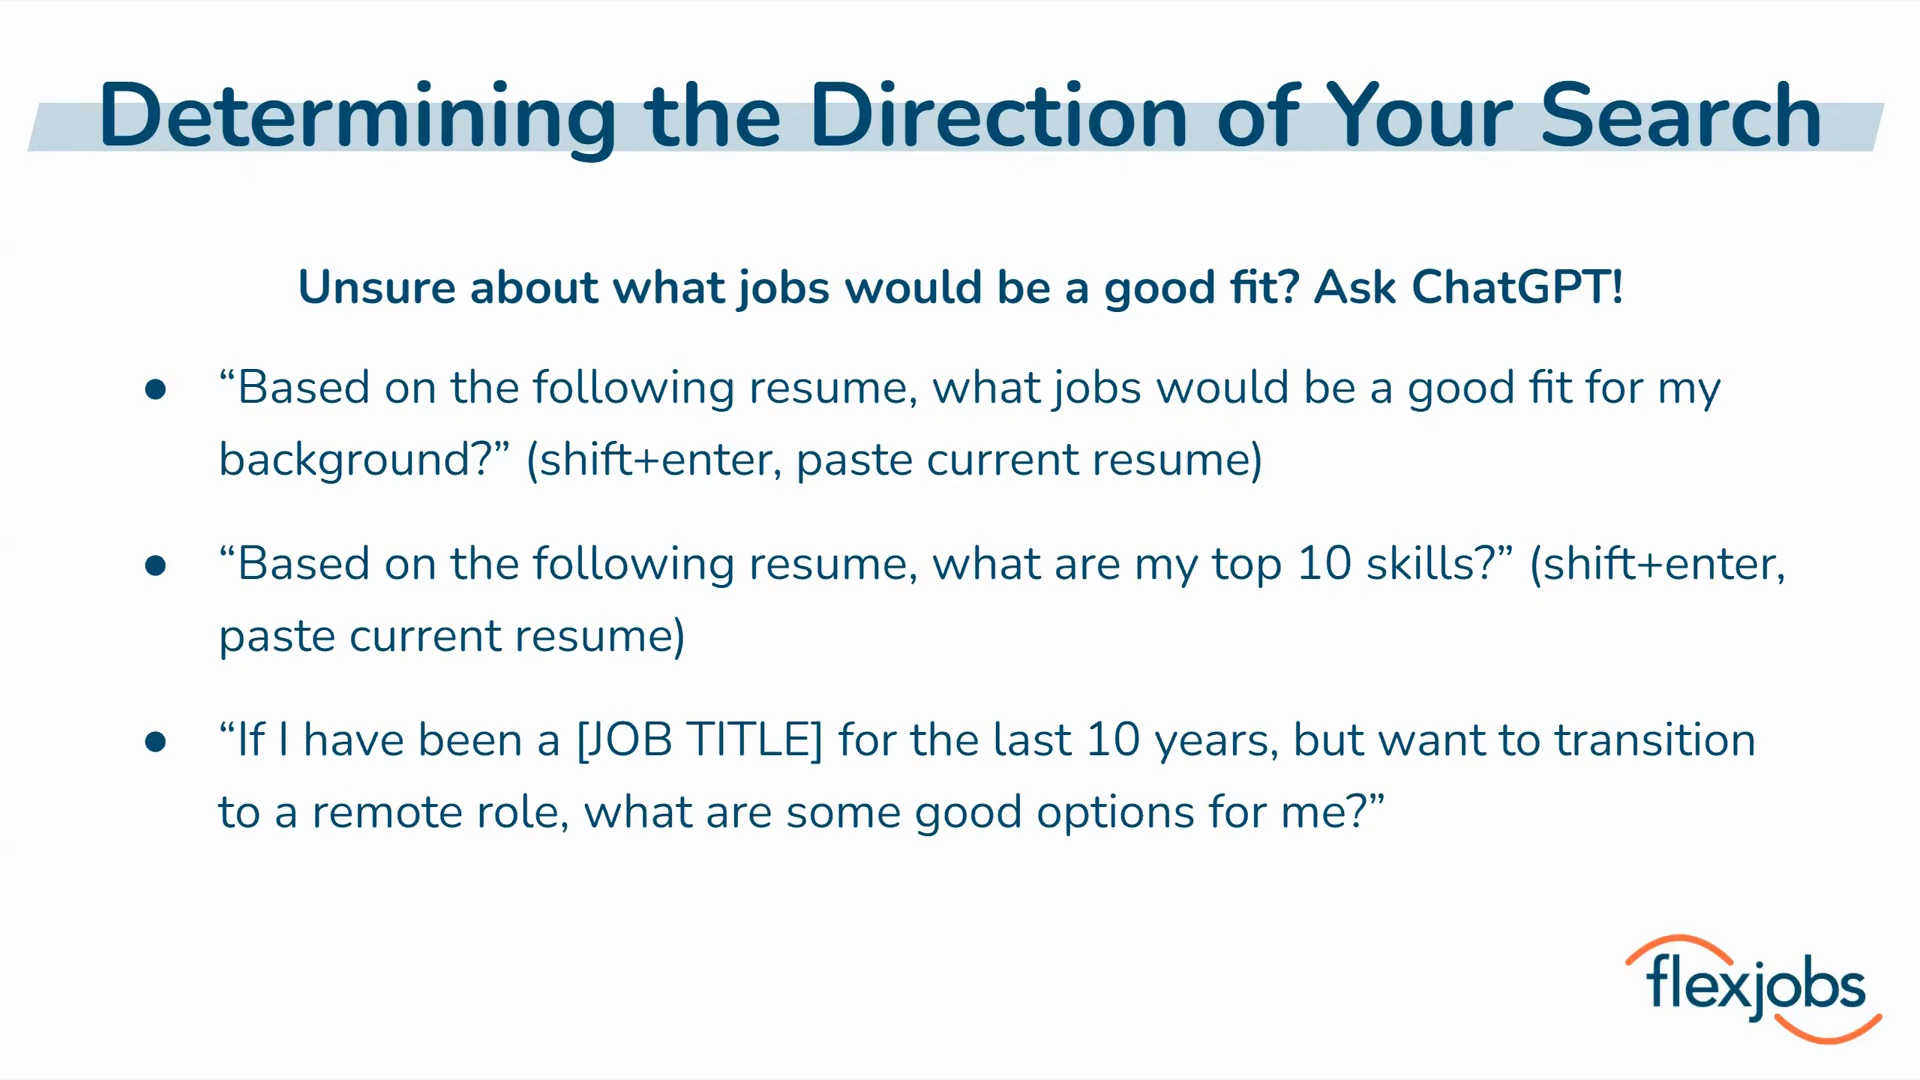 Determining the Direction of Your Search
Unsure about what jobs would be a good fit? Ask ChatGPT!
● “Based on the following resume, what jobs would be a good fit for my
background?” (shift+enter, paste current resume)
● “Based on the following resume, what are my top 10 skills?” (shift+enter,
paste current resume)
● “If I have been a [JOB TITLE] for the last 10 years, but want to transition
to a remote role, what are some good options for me?”
flexjobs